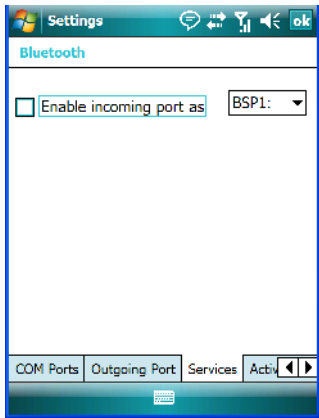 Settings ok
Bluetooth
Enable incoming port as BSP1:
COM Ports Outgoing Port Services Activ